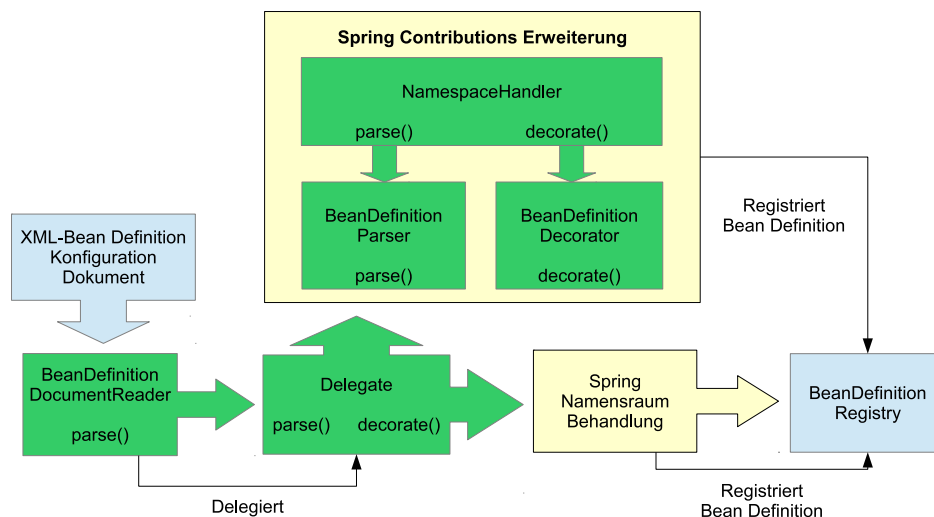 Spring Contributions Erweiterung
NamespaceHandler
parse() decorate()
BeanDefinition
Parser
parse()
BeanDefinition
Decorator
decorate()
Registriert
Bean Definition
XML-Bean Definition
Konfiguration
Dokument
BeanDefinition
DocumentReader
parse()
Delegate
parse() decorate()
Spring
Namensraum
Behandlung
BeanDefinition
Registry
Delegiert
Registriert
Bean Definition